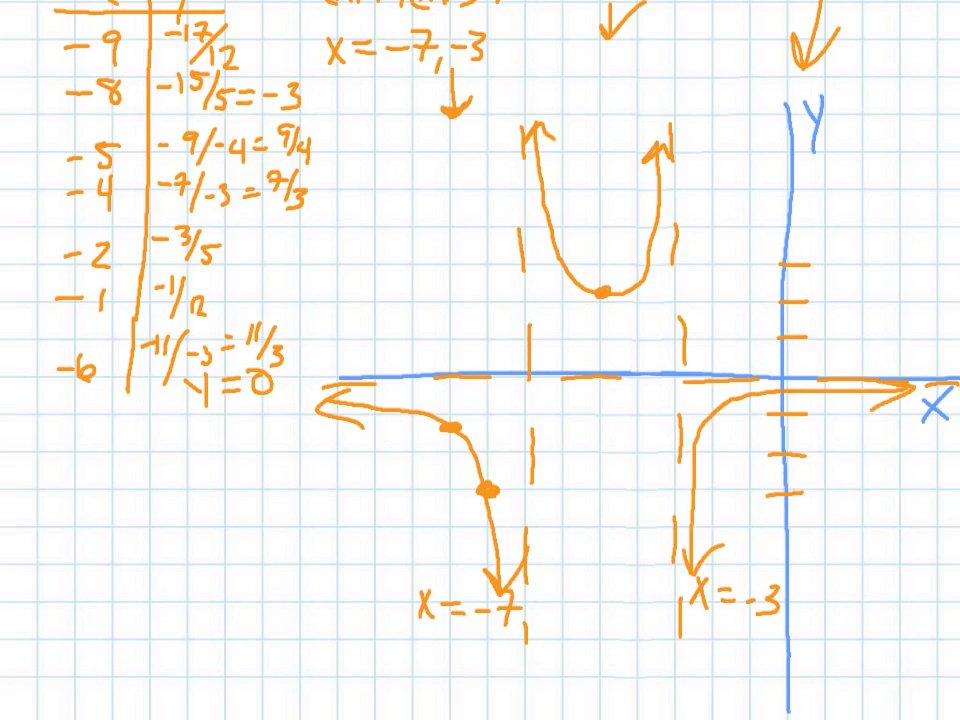 x = -7, -3
-9 -17/12
-8 -15/5 = -3
-5 -9/-4 = 9/4
-4 -7/-3 = 7/3
-2 -3/5
-1 -1/12
-6 -11/-3 = 11/3
-1 = 0
Y
X
x = -7
x = -3